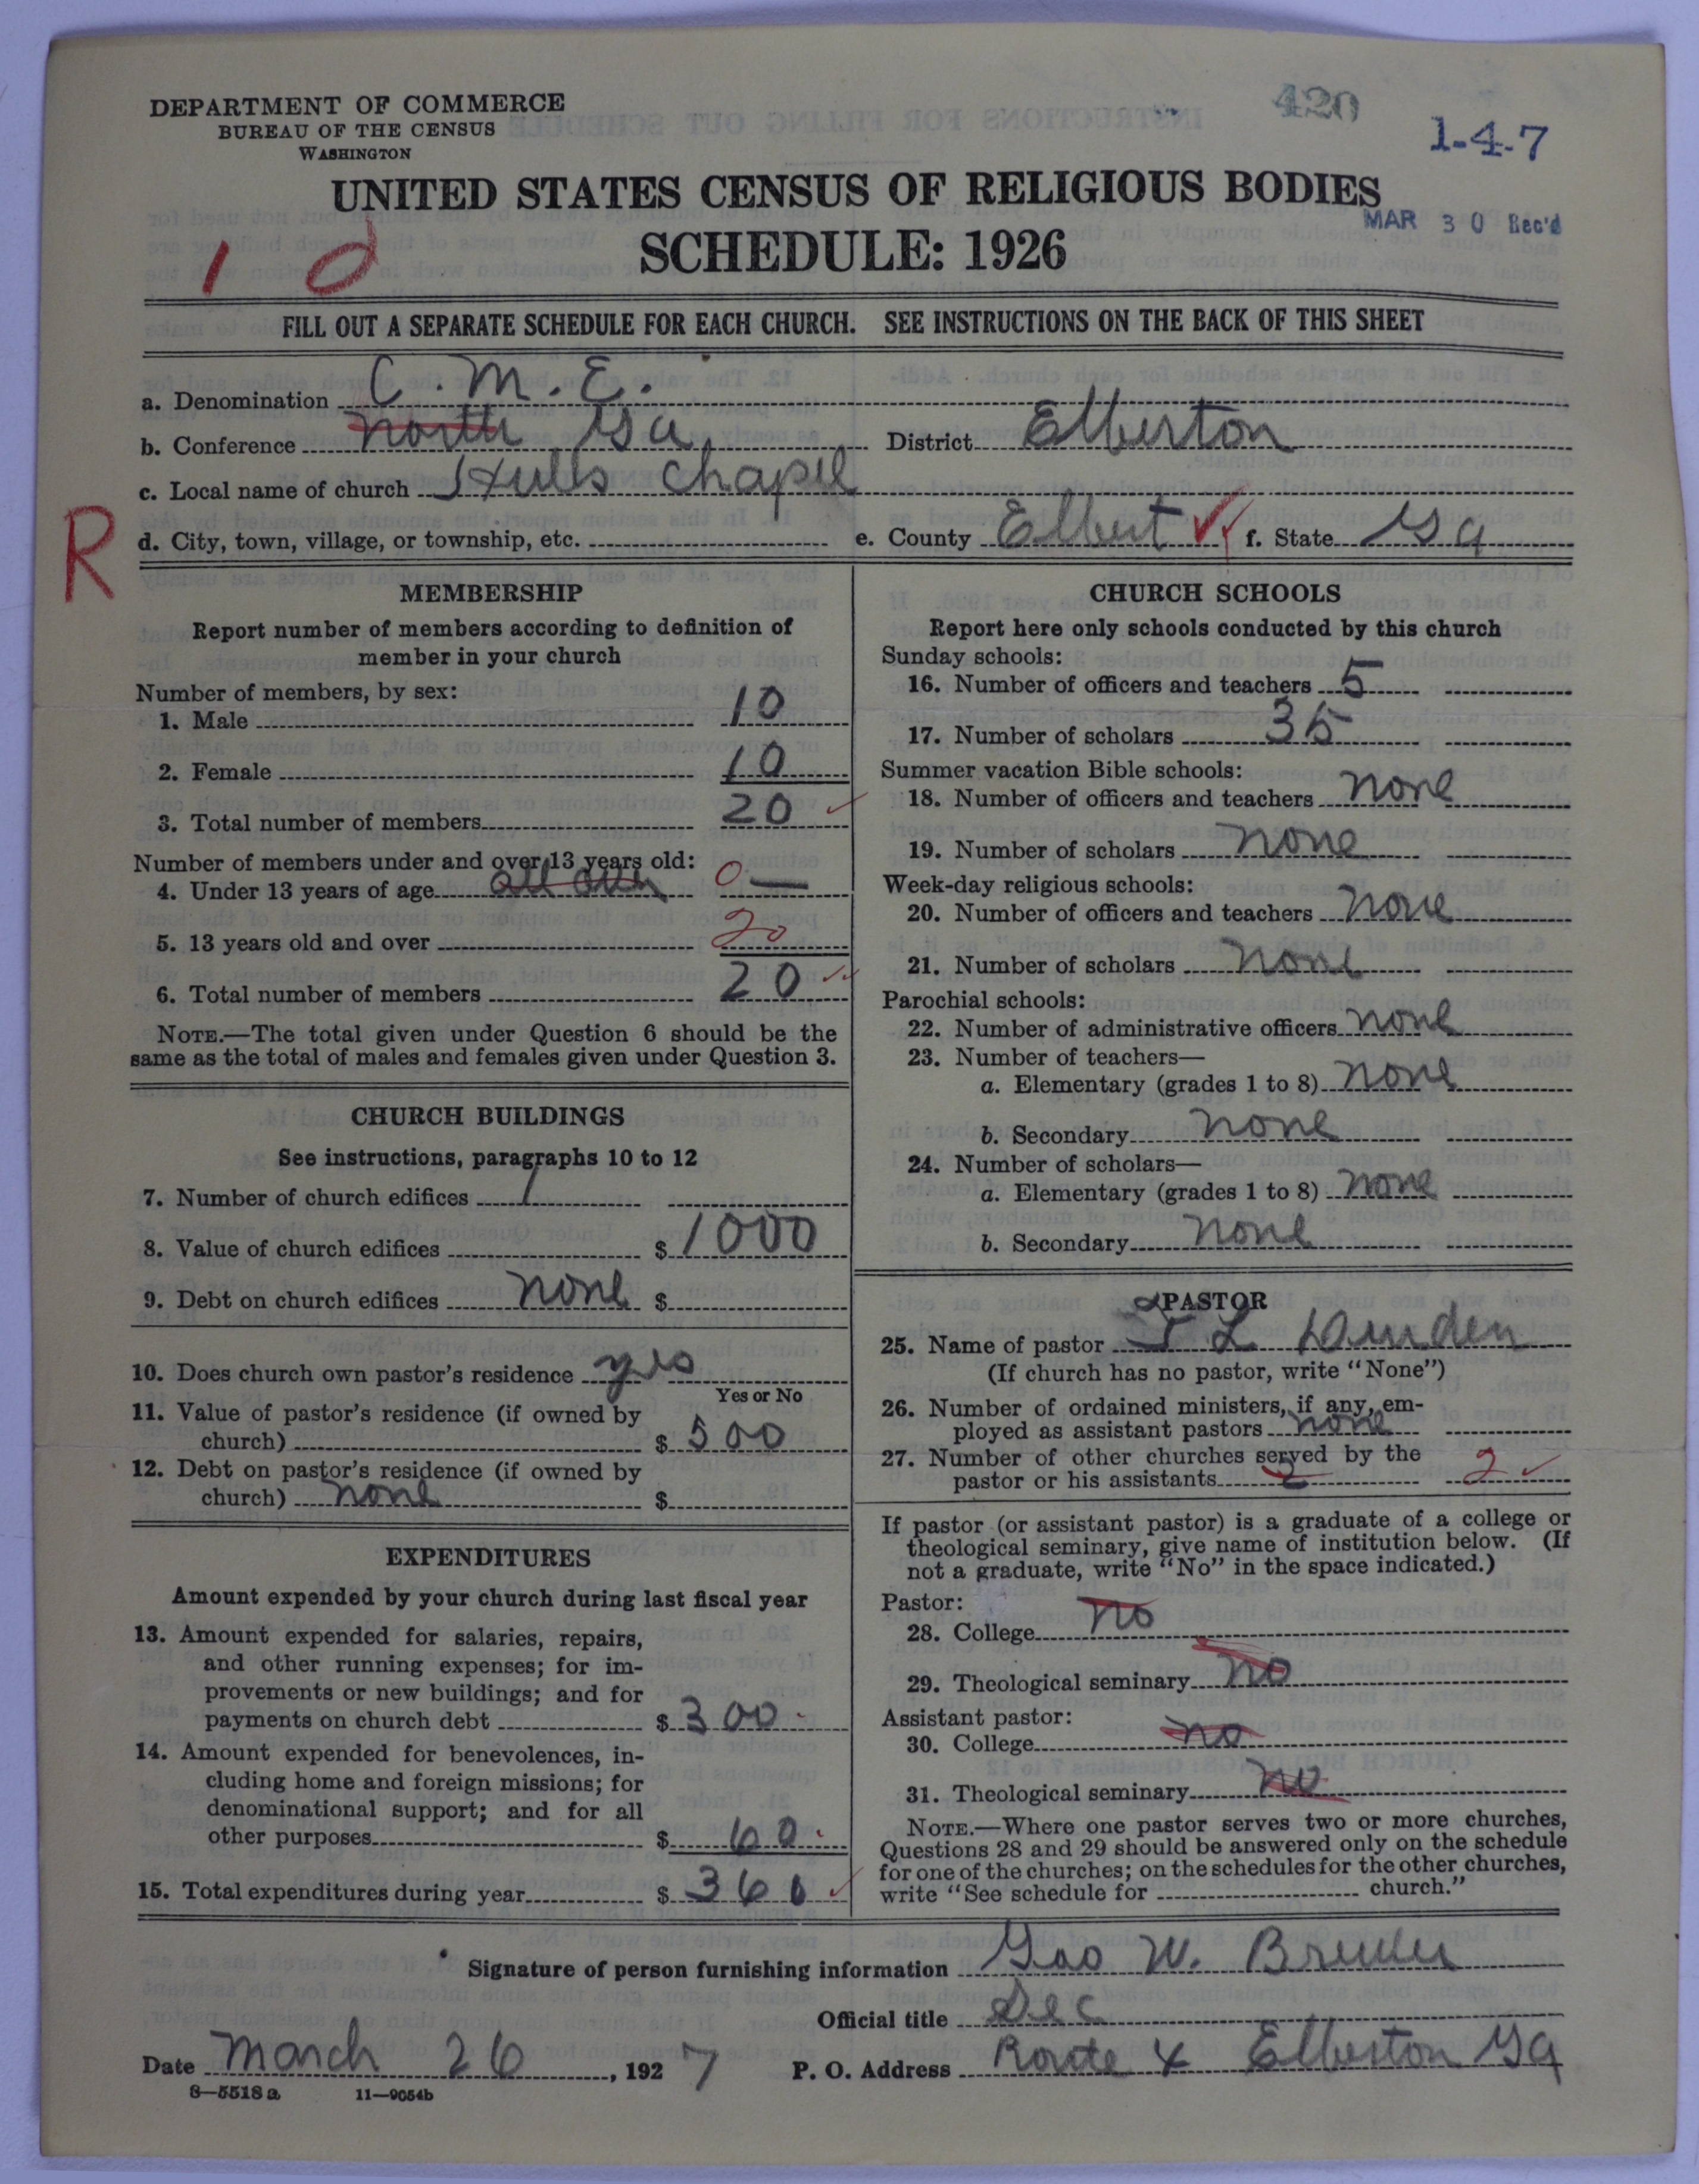 DEPARTMENT OF COMMERCE
BUREAU OF THE CENSUS
WASHINGTON
420
1-4-7
UNITED STATES CENSUS OF RELIGIOUS BODIES
SCHEDULE: 1926
MAR 30 Rec'd
1 0
FILL OUT A SEPARATE SCHEDULE FOR EACH CHURCH. SEE INSTRUCTIONS ON THE BACK OF THIS SHEET
a. Denomination C. M. E.
b. Conference North Ga. District Elberton
c. Local name of church Hulls Chapel
R
d. City, town, village, or township, etc. e. County Elbert f. State Ga
MEMBERSHIP
Report number of members according to definition of
member in your church
Number of members, by sex:
1. Male 10
2. Female 10
3. Total number of members 20
Number of members under and over 13 years old:
4. Under 13 years of age all over 0 —
5. 13 years old and over 20
6. Total number of members 20
NOTE.—The total given under Question 6 should be the
same as the total of males and females given under Question 3.
CHURCH BUILDINGS
See instructions, paragraphs 10 to 12
7. Number of church edifices 1
8. Value of church edifices $ 1000
9. Debt on church edifices none $
10. Does church own pastor's residence yes
Yes or No
11. Value of pastor's residence (if owned by
church) $ 500
12. Debt on pastor's residence (if owned by
church) none $
EXPENDITURES
Amount expended by your church during last fiscal year
13. Amount expended for salaries, repairs,
and other running expenses; for im-
provements or new buildings; and for
payments on church debt $ 300
14. Amount expended for benevolences, in-
cluding home and foreign missions; for
denominational support; and for all
other purposes $ 60
15. Total expenditures during year $ 360
CHURCH SCHOOLS
Report here only schools conducted by this church
Sunday schools:
16. Number of officers and teachers 5
17. Number of scholars 35
Summer vacation Bible schools:
18. Number of officers and teachers none
19. Number of scholars none
Week-day religious schools:
20. Number of officers and teachers none
21. Number of scholars none
Parochial schools:
22. Number of administrative officers none
23. Number of teachers—
a. Elementary (grades 1 to 8) none
b. Secondary none
24. Number of scholars—
a. Elementary (grades 1 to 8) none
b. Secondary none
PASTOR
25. Name of pastor L
(If church has no pastor, write "None")
26. Number of ordained ministers, if any, em-
ployed as assistant pastors none
27. Number of other churches served by the
pastor or his assistants 2 2
If pastor (or assistant pastor) is a graduate of a college or
theological seminary, give name of institution below. (If
not a graduate, write "No" in the space indicated.)
Pastor:
28. College no
29. Theological seminary no
Assistant pastor:
30. College no
31. Theological seminary no
NOTE.—Where one pastor serves two or more churches,
Questions 28 and 29 should be answered only on the schedule
for one of the churches; on the schedules for the other churches,
write "See schedule for church."
Signature of person furnishing information Geo W. Brewer
Official title Sec
Date March 26, 1927 P. O. Address Route 4 Elberton Ga
8—5518 a 11—9054b